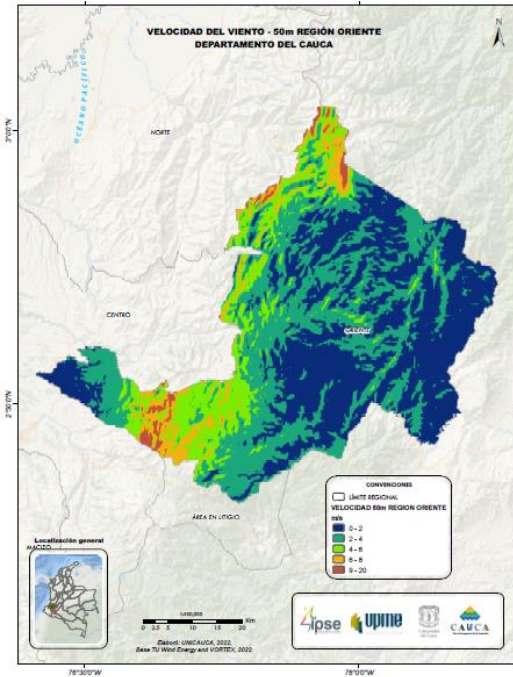 VELOCIDAD DEL VIENTO - 50m REGIÓN ORIENTE
DEPARTAMENTO DEL CAUCA
N
OCÉANO PACÍFICO
NORTE
3°0'0"N
CENTRO
ORIENTE
2°30'0"N
ÁREA EN LITIGIO
MACIZO
CONVENCIONES
LÍMITE REGIONAL
VELOCIDAD 50m REGION ORIENTE
m/s
0 - 2
2 - 4
4 - 6
6 - 8
9 - 20
Localización general
0 2,5 5 10 15 20 Km
Elaboró: UNICAUCA, 2022,
Base TU Wind Energy and VORTEX, 2022
ipse
upme
CAUCA
76°30'0"W
76°0'0"W